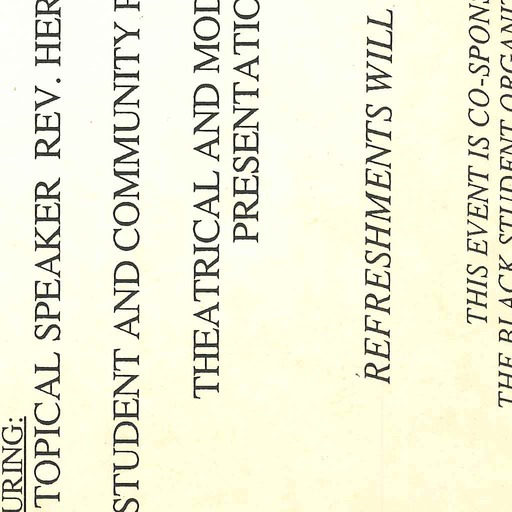 URING:
TOPICAL SPEAKER REV. HER
STUDENT AND COMMUNITY P
THEATRICAL AND MOD
PRESENTATIO
REFRESHMENTS WILL
THIS EVENT IS CO-SPONS
THE BLACK STUDENT ORGANIT